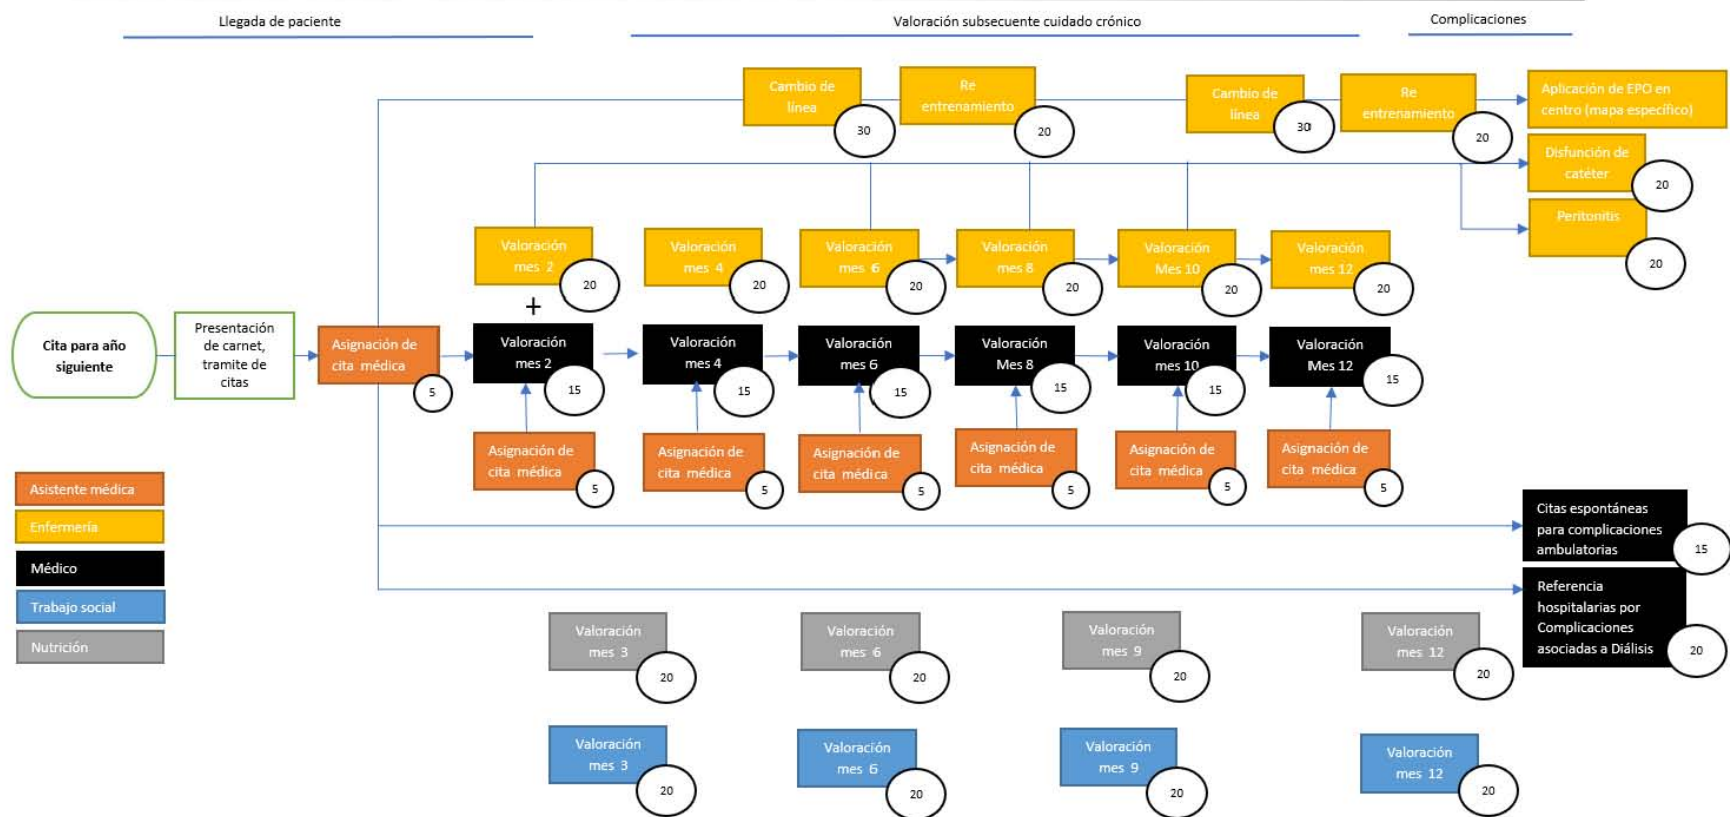 Llegada de paciente
Valoración subsecuente cuidado crónico
Complicaciones
Cambio de
línea
30
Re
entrenamiento
20
Cambio de
línea
30
Re
entrenamiento
20
Aplicación de EPO en
centro (mapa específico)
Disfunción de
catéter
20
Peritonitis
20
Valoración
mes 2
20
Valoración
mes 4
20
Valoración
mes 6
20
Valoración
mes 8
20
Valoración
Mes 10
20
Valoración
mes 12
20
+
Cita para año
siguiente
Presentación
de carnet,
tramite de
citas
Asignación de
cita médica
5
Valoración
mes 2
15
Valoración
mes 4
15
Valoración
mes 6
15
Valoración
Mes 8
15
Valoración
mes 10
15
Valoración
Mes 12
15
Asignación de
cita médica
5
Asignación de
cita médica
5
Asignación de
cita médica
5
Asignación de
cita médica
5
Asignación de
cita médica
5
Asignación de
cita médica
5
Asistente médica
Enfermería
Médico
Trabajo social
Nutrición
Citas espontáneas
para complicaciones
ambulatorias
15
Referencia
hospitalarias por
Complicaciones
asociadas a Diálisis
20
Valoración
mes 3
20
Valoración
mes 6
20
Valoración
mes 9
20
Valoración
mes 12
20
Valoración
mes 3
20
Valoración
mes 6
20
Valoración
mes 9
20
Valoración
mes 12
20